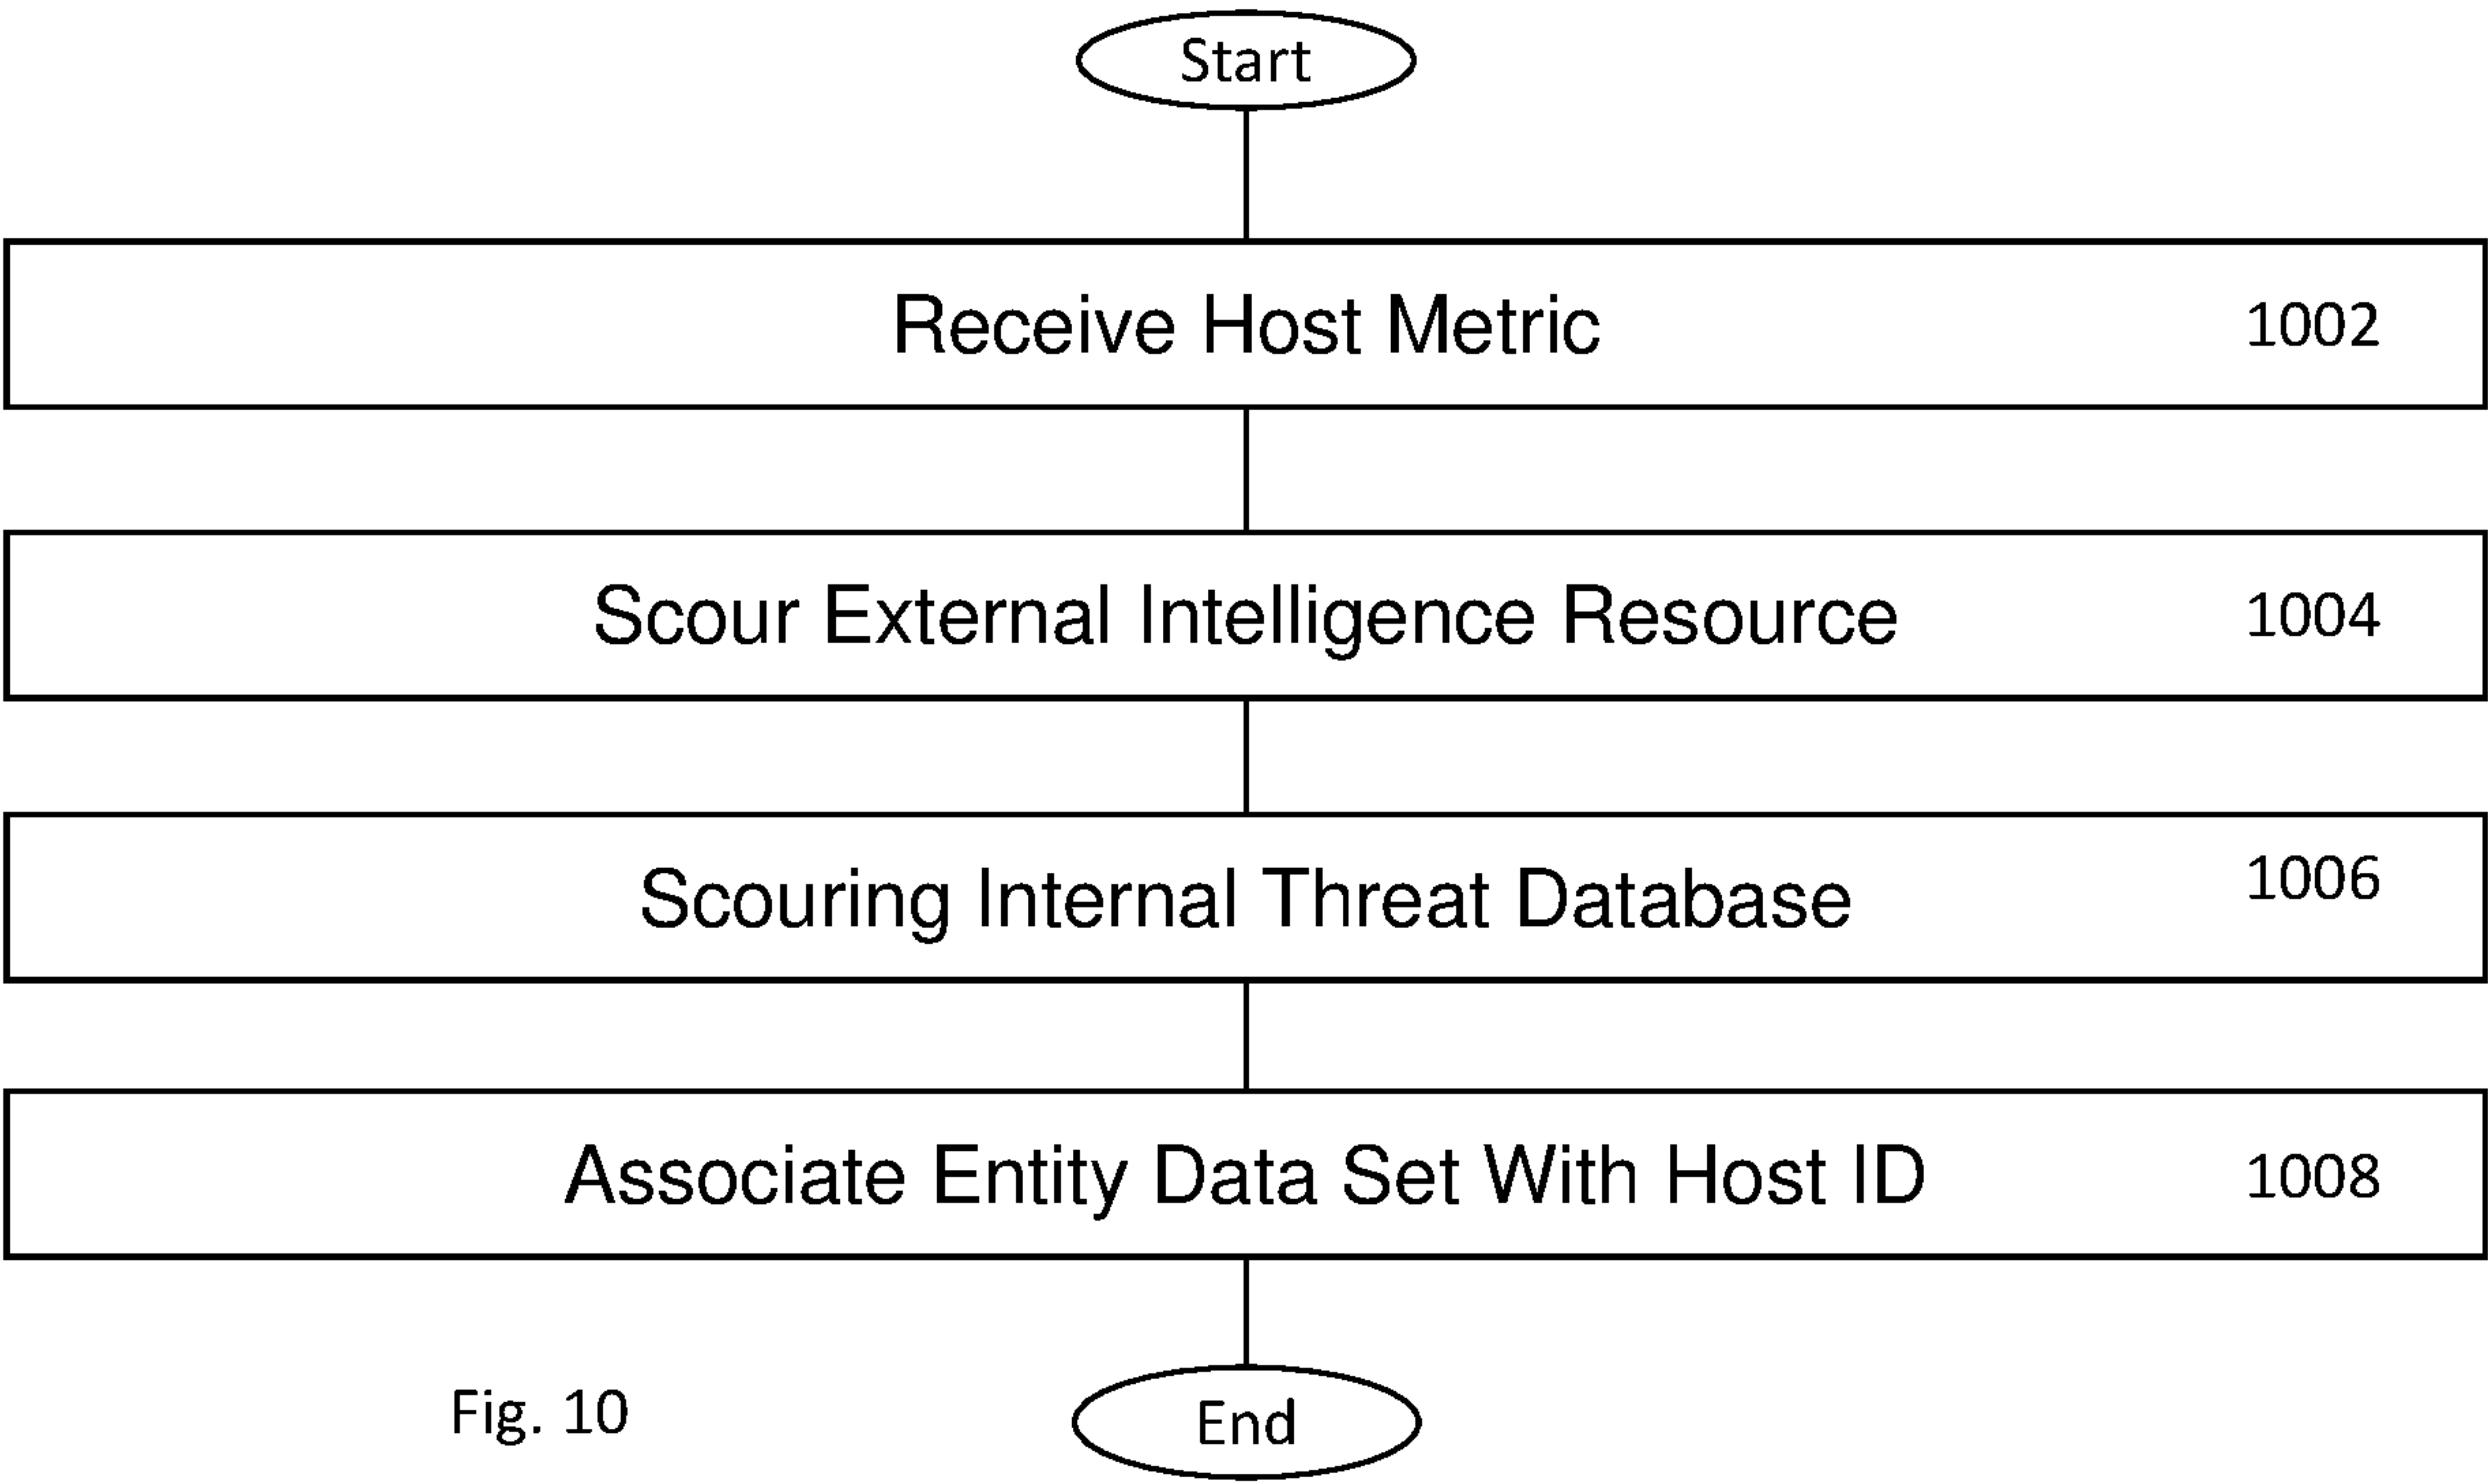 Start
Receive Host Metric 1002
Scour External Intelligence Resource 1004
Scouring Internal Threat Database 1006
Associate Entity Data Set With Host ID 1008
End
Fig. 10